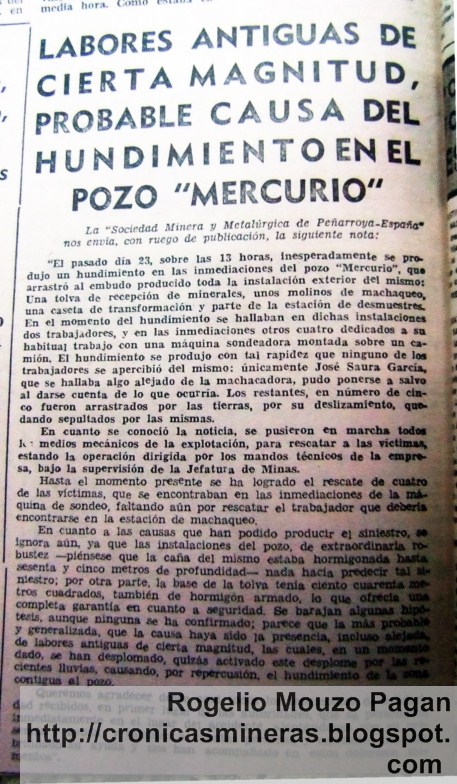 media hora. Como estaba
en
LABORES ANTIGUAS DE
CIERTA MAGNITUD,
PROBABLE CAUSA DEL
HUNDIMIENTO EN EL
POZO "MERCURIO"
La "Sociedad Minera y Metalúrgica de Peñarroya-España"
nos envía, con ruego de publicación, la siguiente nota:
"El pasado día 23, sobre las 13 horas, inesperadamente se pro-
dujo un hundimiento en las inmediaciones del pozo "Mercurio", que
arrastró al embudo producido toda la instalación exterior del mismo:
Una tolva de recepción de minerales, unos molinos de machaqueo,
una caseta de transformación y parte de la estación de desmuestres.
En el momento del hundimiento se hallaban en dichas instalaciones
dos trabajadores, y en las inmediaciones otros cuatro dedicados a su
habitual trabajo con una máquina sondeadora montada sobre un ca-
mión. El hundimiento se produjo con tal rapidez que ninguno de los
trabajadores se apercibió del mismo: únicamente José Saura García,
que se hallaba algo alejado de la machacadora, pudo ponerse a salvo
al darse cuenta de lo que ocurría. Los restantes, en número de cin-
co fueron arrastrados por las tierras, por su deslizamiento, que-
dando sepultados por las mismas.
En cuanto se conoció la noticia, se pusieron en marcha todos
los medios mecánicos de la explotación, para rescatar a las víctimas,
estando la operación dirigida por los mandos técnicos de la empre-
sa, bajo la supervisión de la Jefatura de Minas.
Hasta el momento presente se ha logrado el rescate de cuatro
de las víctimas, que se encontraban en las inmediaciones de la má-
quina de sondeo, faltando aún por rescatar el trabajador que debería
encontrarse en la estación de machaqueo.
En cuanto a las causas que han podido producir el siniestro, se
ignora aún, ya que las instalaciones del pozo, de extraordinaria ro-
bustez —piénsese que la caña del mismo estaba hormigonada hasta
sesenta y cinco metros de profundidad— nada hacía predecir tal si-
niestro; por otra parte, la base de la tolva tenía ciento cuarenta me-
tros cuadrados, también de hormigón armado, lo que ofrecía una
completa garantía en cuanto a seguridad. Se barajan algunas hipó-
tesis, aunque ninguna se ha confirmado; parece que la más probable
y generalizada, que la causa haya sido la presencia, incluso alejada,
de labores antiguas de cierta magnitud, las cuales, en un momento
dado, se han desplomado, quizás activado este desplome por las re-
cientes lluvias, causando, por repercusión, el hundimiento de la zona
contigua al pozo.
Queremos agradecer
Rogelio Mouzo Pagan
http://cronicasmineras.blogspot.
com